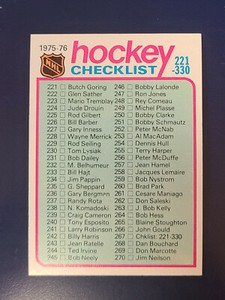 1975-76
NHL
hockey
CHECKLIST
221
-330
221 Butch Goring
222 Glen Sather
223 Mario Tremblay
224 Jude Drouin
225 Rod Gilbert
226 Bill Barber
227 Gary Inness
228 Wayne Merrick
229 Rod Seiling
230 Tom Lysiak
231 Bob Dailey
232 M. Belhumeur
233 Bill Hajt
234 Jim Pappin
235 G. Sheppard
236 Gary Bergman
237 Randy Rota
238 N. Komadoski
239 Craig Cameron
240 Tony Esposito
241 Larry Robinson
242 Billy Harris
243 Jean Ratelle
244 Ted Irvine
245 Bob Neely
246 Bobby Lalonde
247 Ron Jones
248 Rey Comeau
249 Michel Plasse
250 Bobby Clarke
251 Bobby Schmautz
252 Peter McNab
253 Al MacAdam
254 Dennis Hull
255 Terry Harper
256 Peter McDuffe
257 Jean Hamel
258 Jacques Lemaire
259 Bob Nystrom
260 Brad Park
261 Cesare Maniago
262 Don Saleski
263 J. Bob Kelly
264 Bob Hess
265 Blaine Stoughton
266 John Gould
267 Chklist. 221-330
268 Dan Bouchard
269 Don Marcotte
270 Jim Neilson